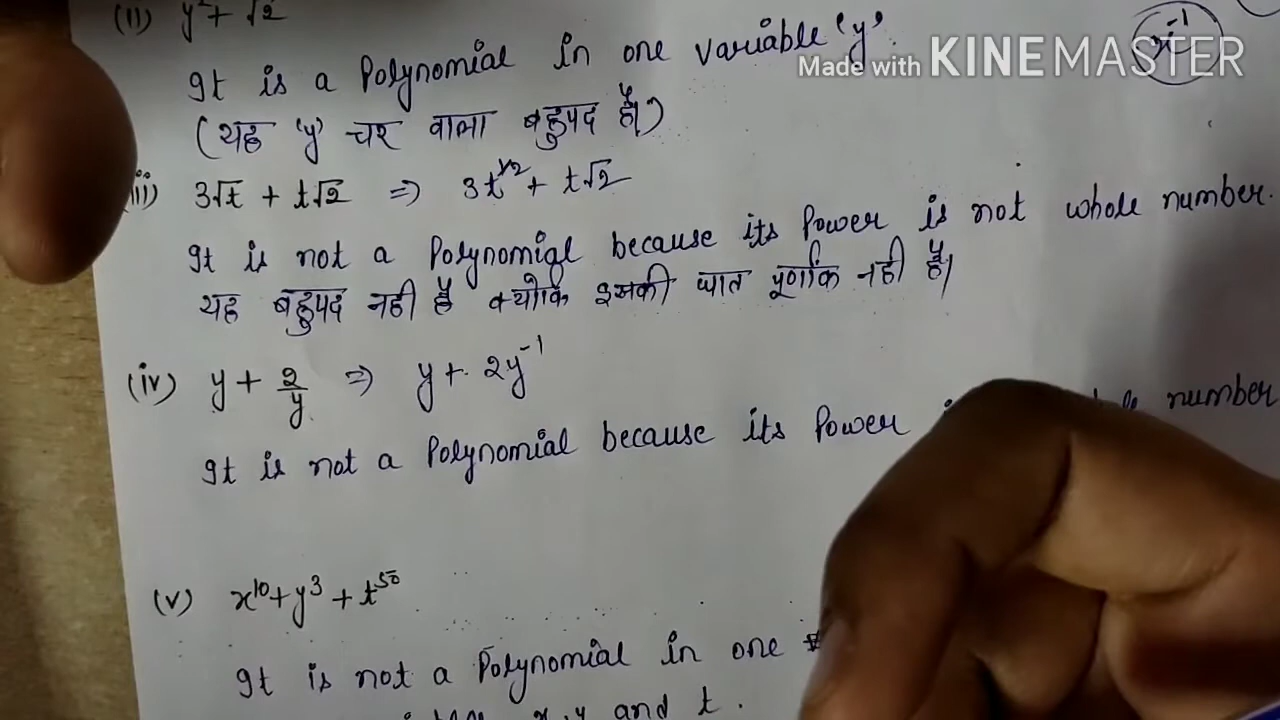 (ii) y² + √2
It is a Polynomial in one variable 'y'.
x⁻¹
Made with KINEMASTER
(यह 'y' चर वाला बहुपद है।)
iii) 3√t + t√2 ⇒ 3t^1/2 + t√2
It is not a Polynomial because its Power is not whole number.
यह बहुपद नही है क्योकि इसकी घात पूर्णांक नही है।
(iv) y + 2/y ⇒ y + 2y⁻¹
It is not a Polynomial because its Power number
(v) x¹⁰ + y³ + t⁵⁰
It is not a Polynomial in one
x, y and t.